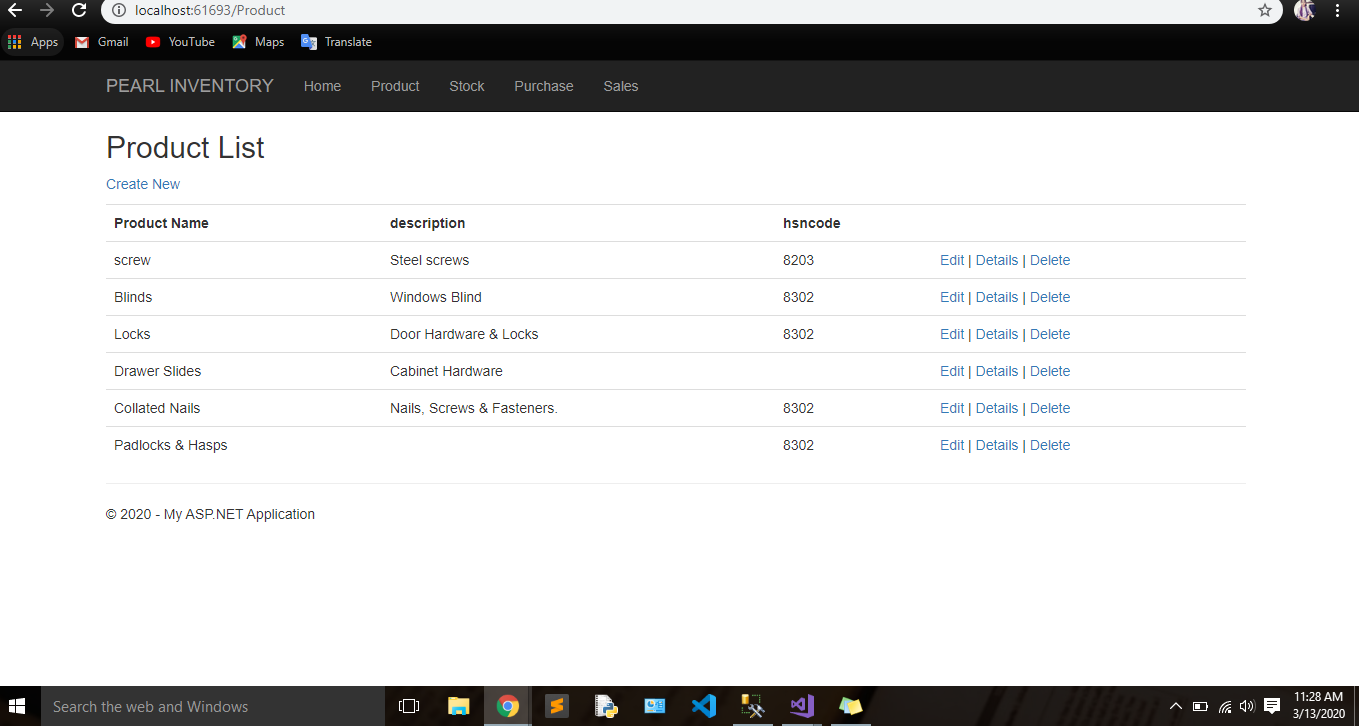 localhost:61693/Product
Apps Gmail YouTube Maps Translate
PEARL INVENTORY Home Product Stock Purchase Sales
Product List
Create New
Product Name description hsncode
screw Steel screws 8203 Edit | Details | Delete
Blinds Windows Blind 8302 Edit | Details | Delete
Locks Door Hardware & Locks 8302 Edit | Details | Delete
Drawer Slides Cabinet Hardware Edit | Details | Delete
Collated Nails Nails, Screws & Fasteners. 8302 Edit | Details | Delete
Padlocks & Hasps 8302 Edit | Details | Delete
© 2020 - My ASP.NET Application
Search the web and Windows
11:28 AM
3/13/2020